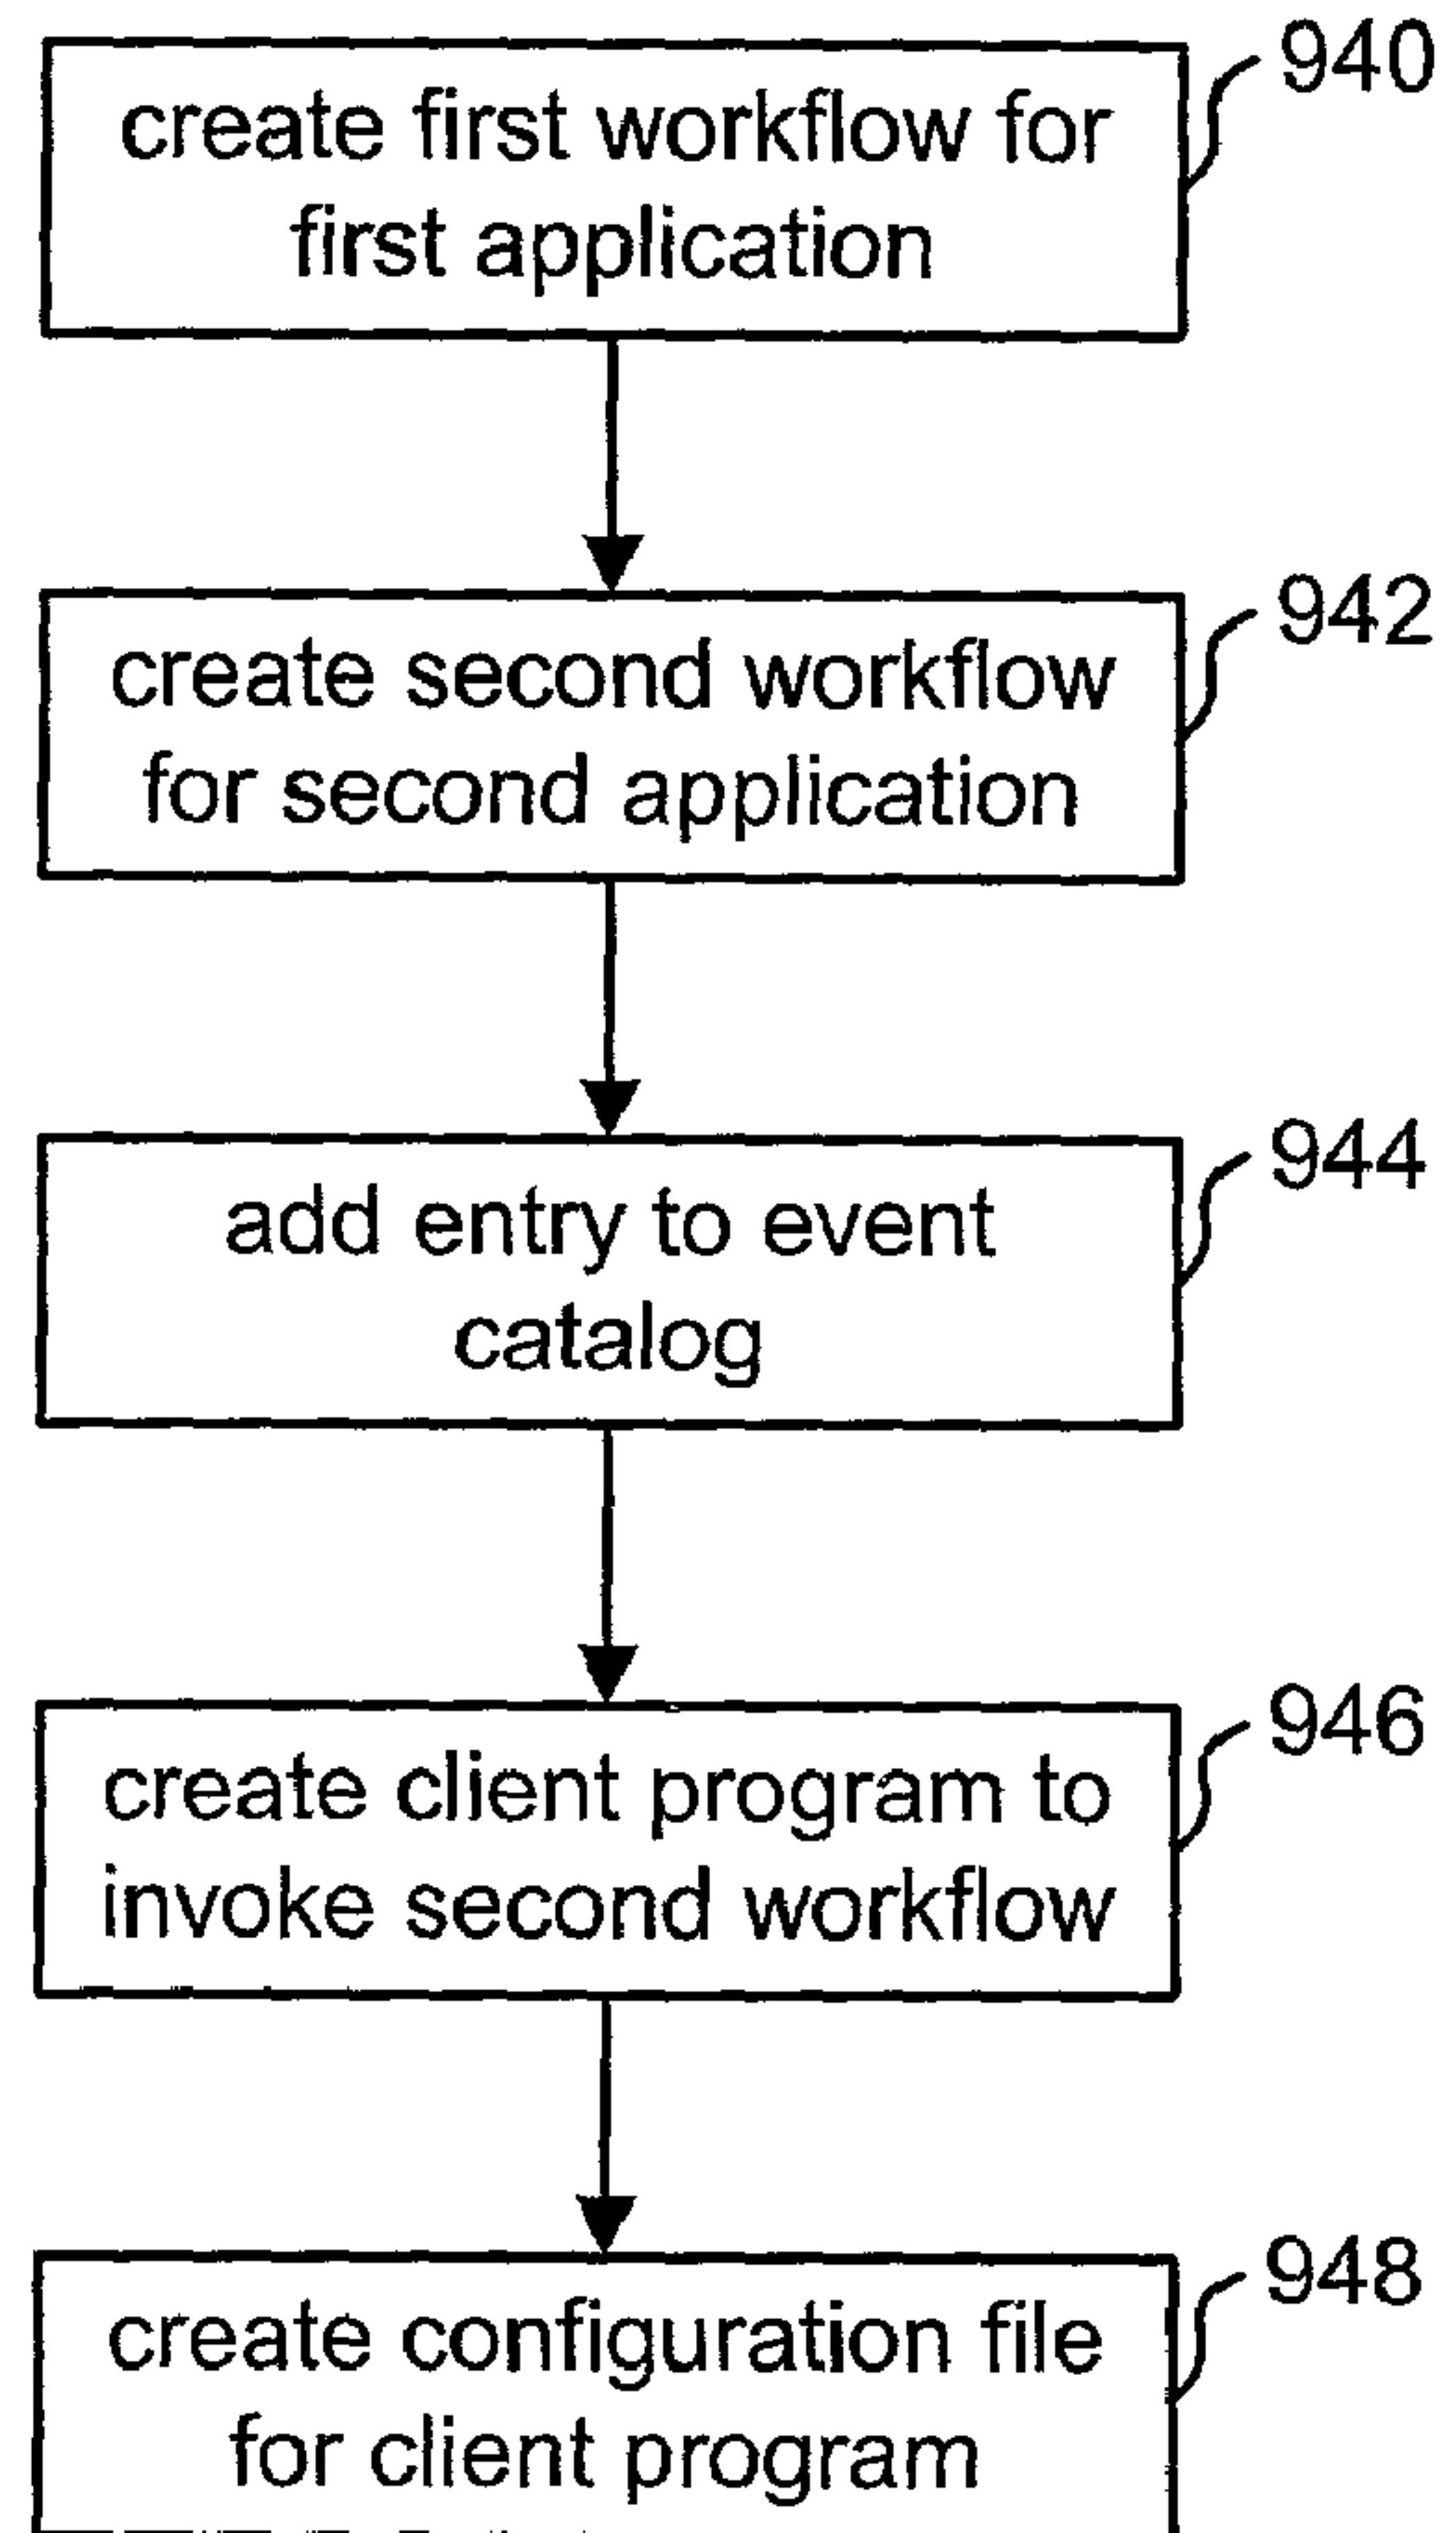 940
create first workflow for
first application
942
create second workflow
for second application
944
add entry to event
catalog
946
create client program to
invoke second workflow
948
create configuration file
for client program